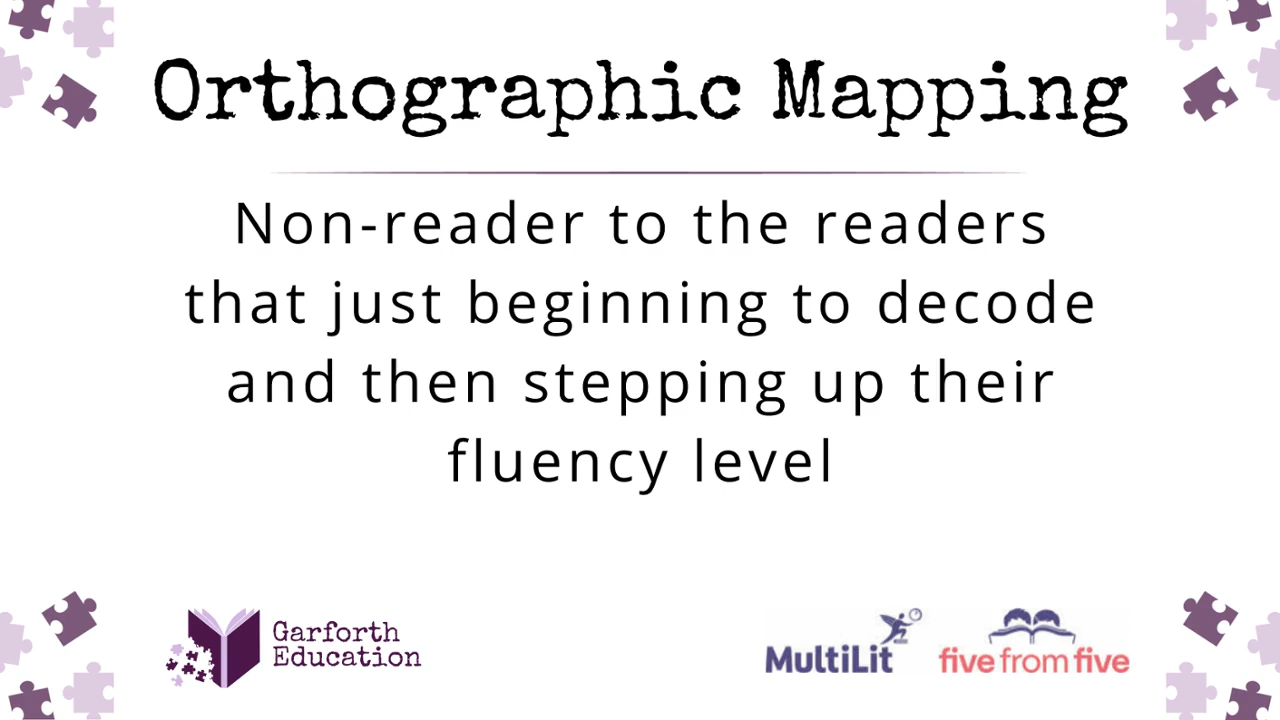 Orthographic Mapping
Non-reader to the readers
that just beginning to decode
and then stepping up their
fluency level
Garforth
Education
MultiLit
five from five